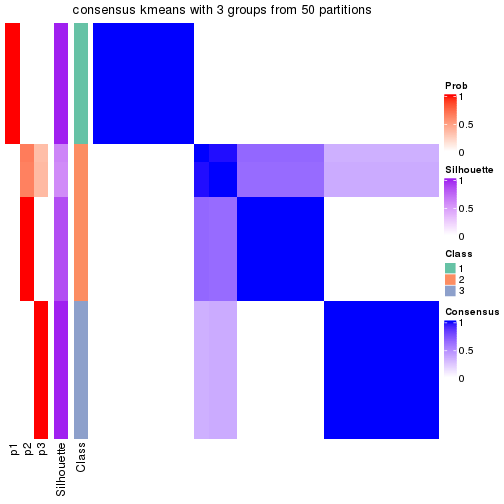 consensus kmeans with 3 groups from 50 partitions
Prob
1
0.5
0
Silhouette
1
0.5
0
Class
1
2
3
Consensus
1
0.5
0
p1
p2
p3
Silhouette
Class